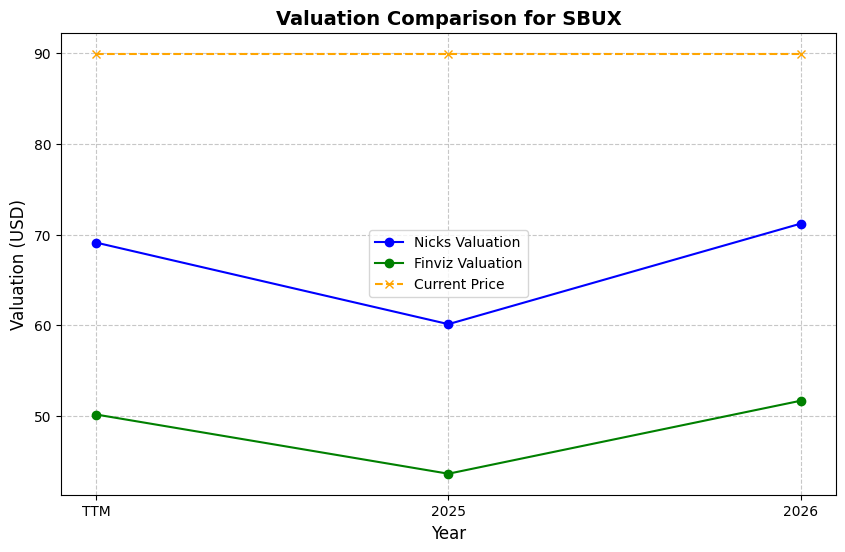 Valuation Comparison for SBUX
90
80
70
60
50
Valuation (USD)
Nicks Valuation
Finviz Valuation
Current Price
TTM
2025
2026
Year